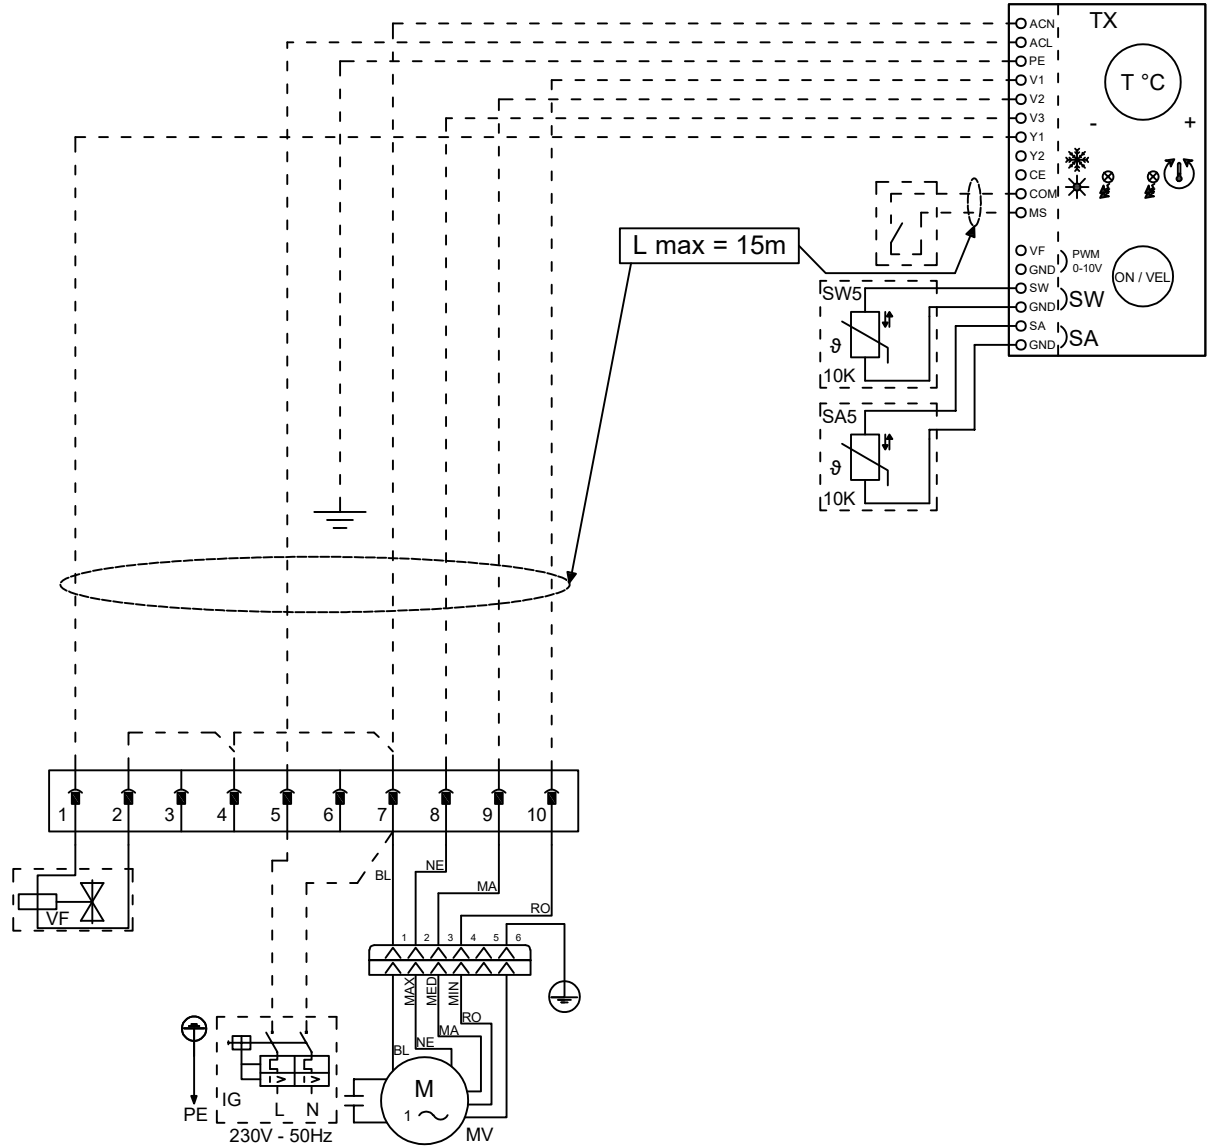 TX
ACN
ACL
PE
V1
V2
V3
Y1
Y2
CE
COM
MS
VF
GND
SW
GND
SA
GND
T °C
- +
PWM
0-10V
ON / VEL
SW
SA
L max = 15m
SW5
ϑ
10K
SA5
ϑ
10K
1 2 3 4 5 6 7 8 9 10
VF
BL
NE
MA
RO
1 2 3 4 5 6
MAX
MED
MIN
RO
MA
NE
BL
M
1
MV
PE
IG
L N
230V - 50Hz